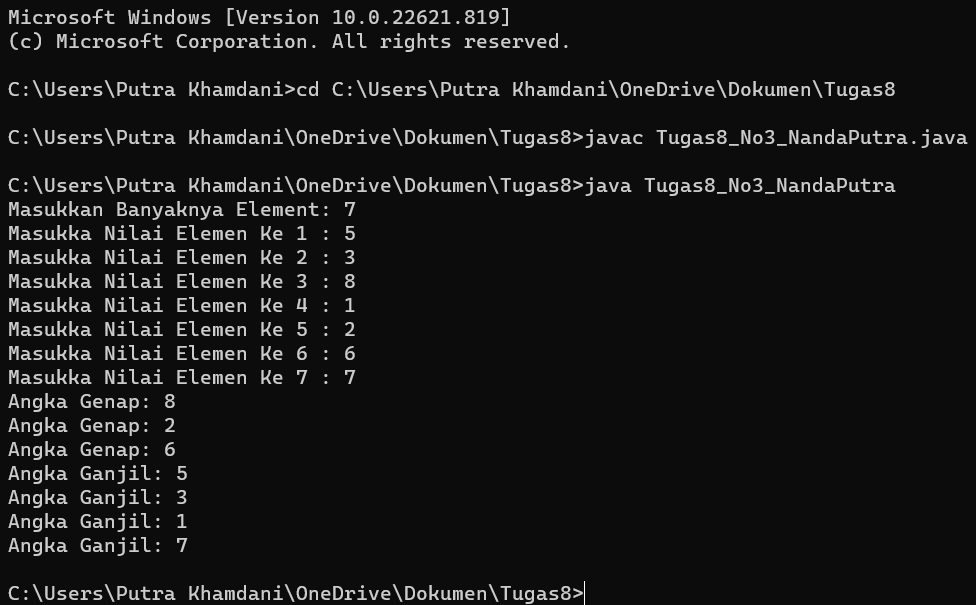 Microsoft Windows [Version 10.0.22621.819]
(c) Microsoft Corporation. All rights reserved.
C:\Users\Putra Khamdani>cd C:\Users\Putra Khamdani\OneDrive\Dokumen\Tugas8
C:\Users\Putra Khamdani\OneDrive\Dokumen\Tugas8>javac Tugas8_No3_NandaPutra.java
C:\Users\Putra Khamdani\OneDrive\Dokumen\Tugas8>java Tugas8_No3_NandaPutra
Masukkan Banyaknya Element: 7
Masukka Nilai Elemen Ke 1 : 5
Masukka Nilai Elemen Ke 2 : 3
Masukka Nilai Elemen Ke 3 : 8
Masukka Nilai Elemen Ke 4 : 1
Masukka Nilai Elemen Ke 5 : 2
Masukka Nilai Elemen Ke 6 : 6
Masukka Nilai Elemen Ke 7 : 7
Angka Genap: 8
Angka Genap: 2
Angka Genap: 6
Angka Ganjil: 5
Angka Ganjil: 3
Angka Ganjil: 1
Angka Ganjil: 7
C:\Users\Putra Khamdani\OneDrive\Dokumen\Tugas8>